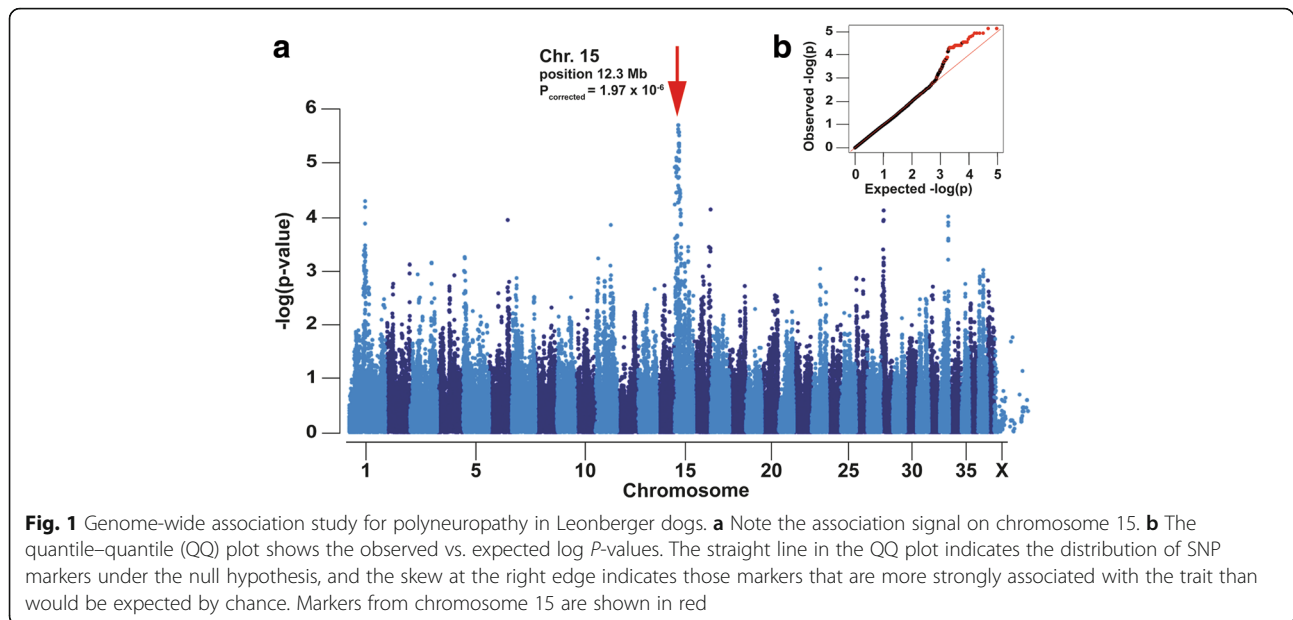 a
Chr. 15
position 12.3 Mb
Pcorrected = 1.97 x 10-6
6
5
4
3
2
1
0
-log(p-value)
1 5 10 15 20 25 30 35 X
Chromosome
b
5
4
3
2
1
0
Observed -log(p)
0 1 2 3 4 5
Expected -log(p)
Fig. 1 Genome-wide association study for polyneuropathy in Leonberger dogs. a Note the association signal on chromosome 15. b The
quantile–quantile (QQ) plot shows the observed vs. expected log P-values. The straight line in the QQ plot indicates the distribution of SNP
markers under the null hypothesis, and the skew at the right edge indicates those markers that are more strongly associated with the trait than
would be expected by chance. Markers from chromosome 15 are shown in red